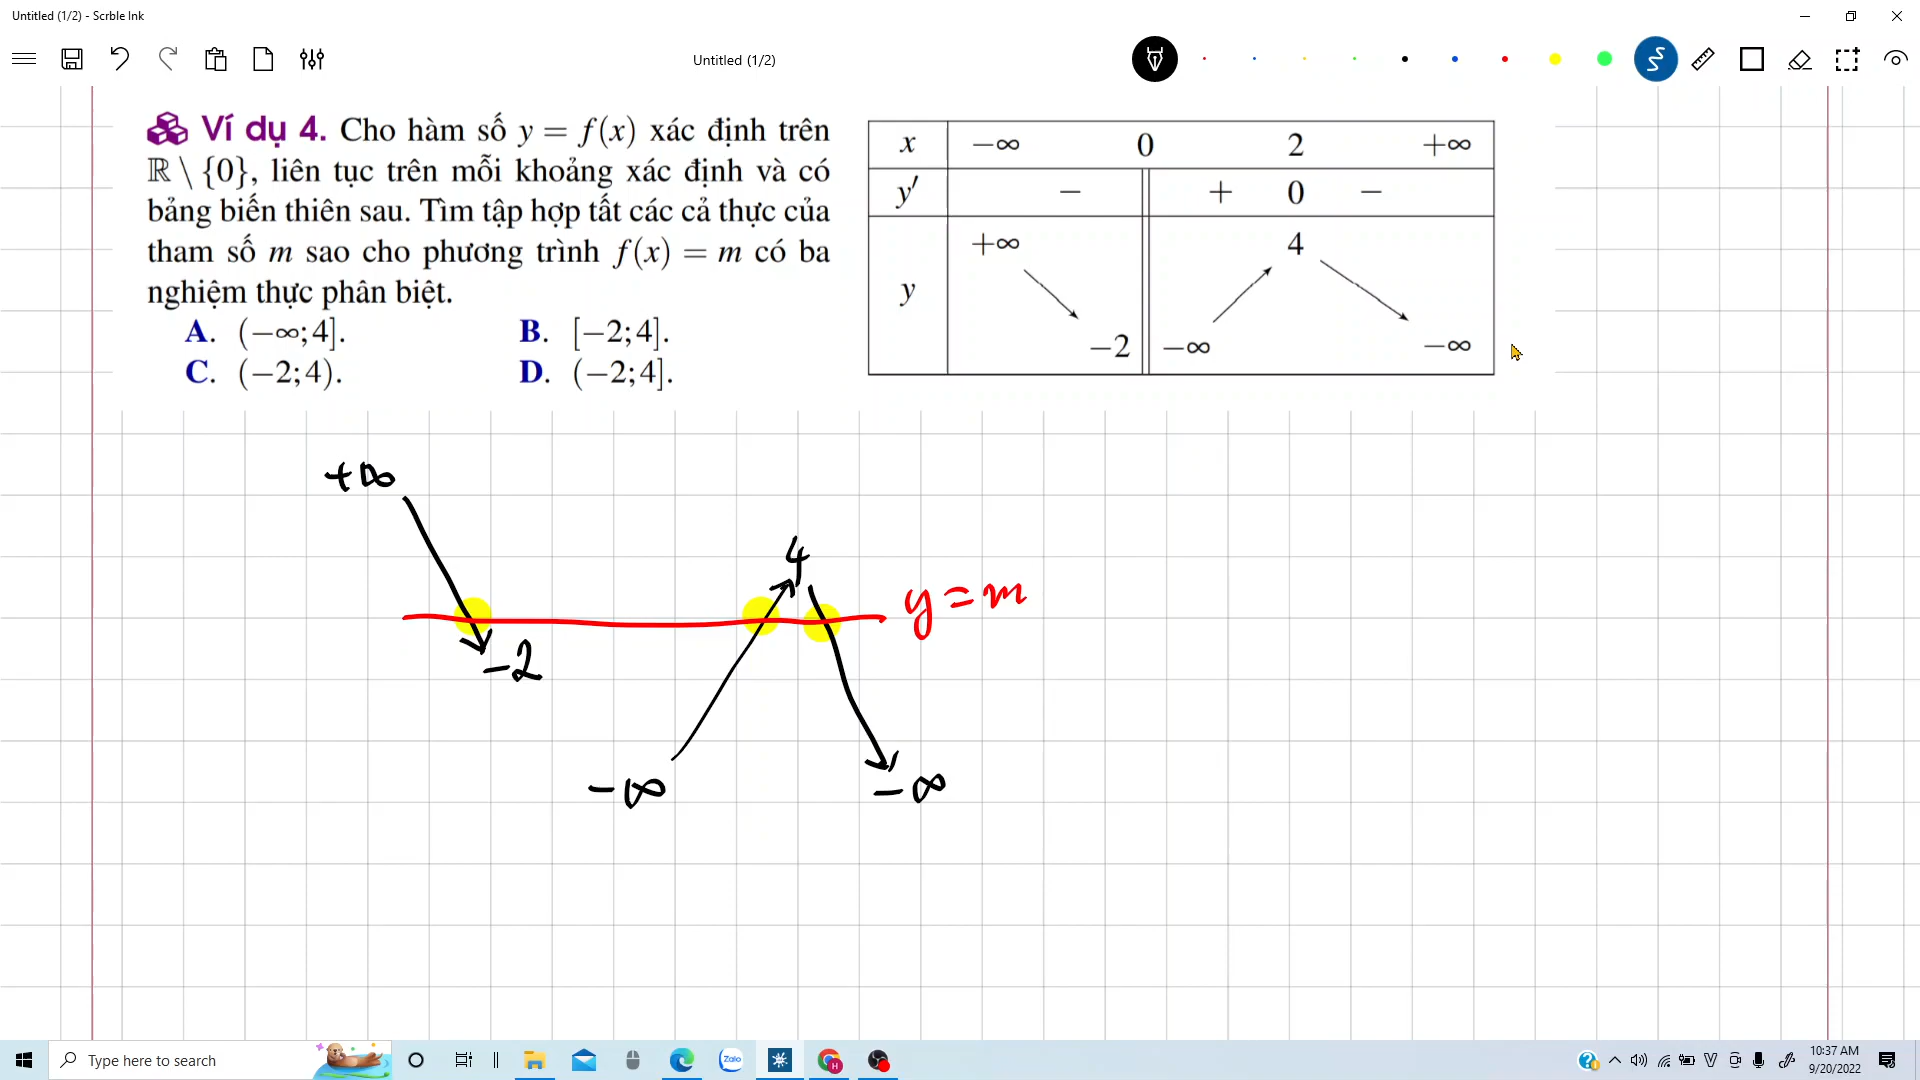 Untitled (1/2) - Scrble Ink
Untitled (1/2)
Ví dụ 4. Cho hàm số y = f(x) xác định trên
ℝ \ {0}, liên tục trên mỗi khoảng xác định và có
bảng biến thiên sau. Tìm tập hợp tất các cả thực của
tham số m sao cho phương trình f(x) = m có ba
nghiệm thực phân biệt.
A. (−∞;4]. B. [−2;4].
C. (−2;4). D. (−2;4].
x −∞ 0 2 +∞
y′ − + 0 −
+∞ 4
y
−2 −∞ −∞
+∞
4
y = m
−2
−∞ −∞
Type here to search
Zalo
10:37 AM
9/20/2022